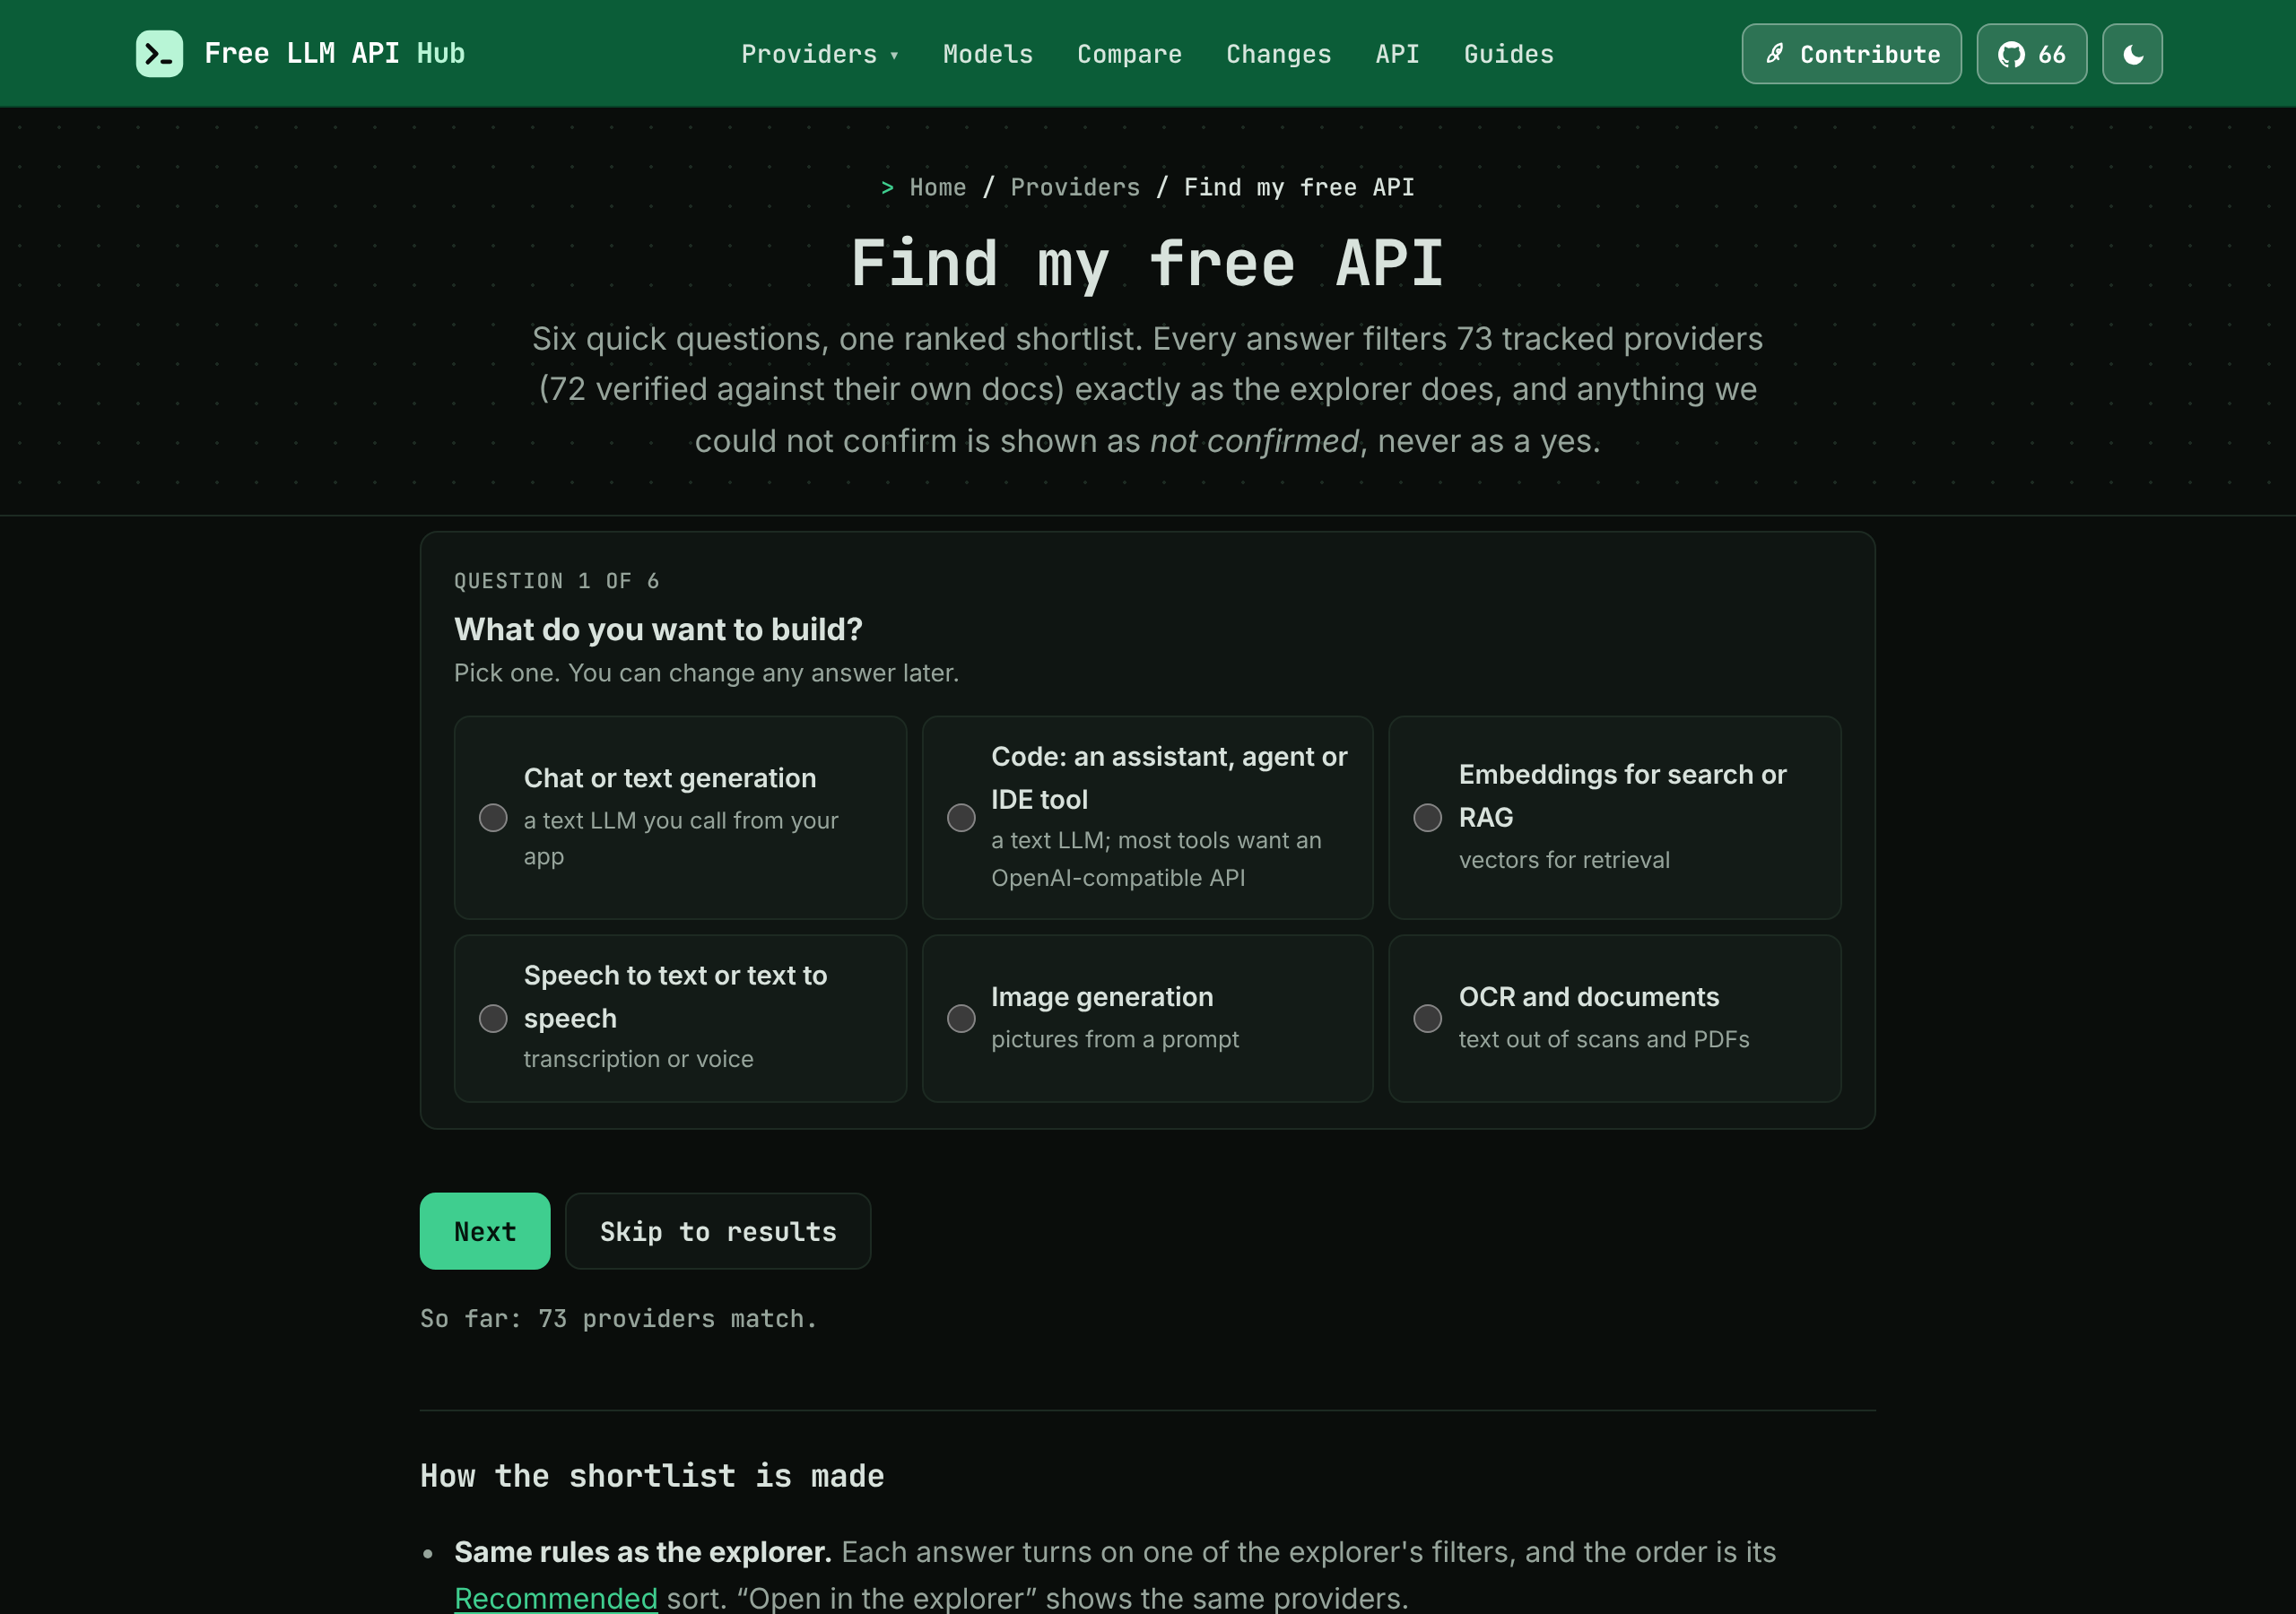 Free LLM API Hub
Providers ▾
Models
Compare
Changes
API
Guides
Contribute
66
> Home / Providers / Find my free API
Find my free API
Six quick questions, one ranked shortlist. Every answer filters 73 tracked providers
(72 verified against their own docs) exactly as the explorer does, and anything we
could not confirm is shown as not confirmed, never as a yes.
QUESTION 1 OF 6
What do you want to build?
Pick one. You can change any answer later.
Chat or text generation
a text LLM you call from your
app
Code: an assistant, agent or
IDE tool
a text LLM; most tools want an
OpenAI-compatible API
Embeddings for search or
RAG
vectors for retrieval
Speech to text or text to
speech
transcription or voice
Image generation
pictures from a prompt
OCR and documents
text out of scans and PDFs
Next
Skip to results
So far: 73 providers match.
How the shortlist is made
• Same rules as the explorer. Each answer turns on one of the explorer's filters, and the order is its
Recommended sort. “Open in the explorer” shows the same providers.